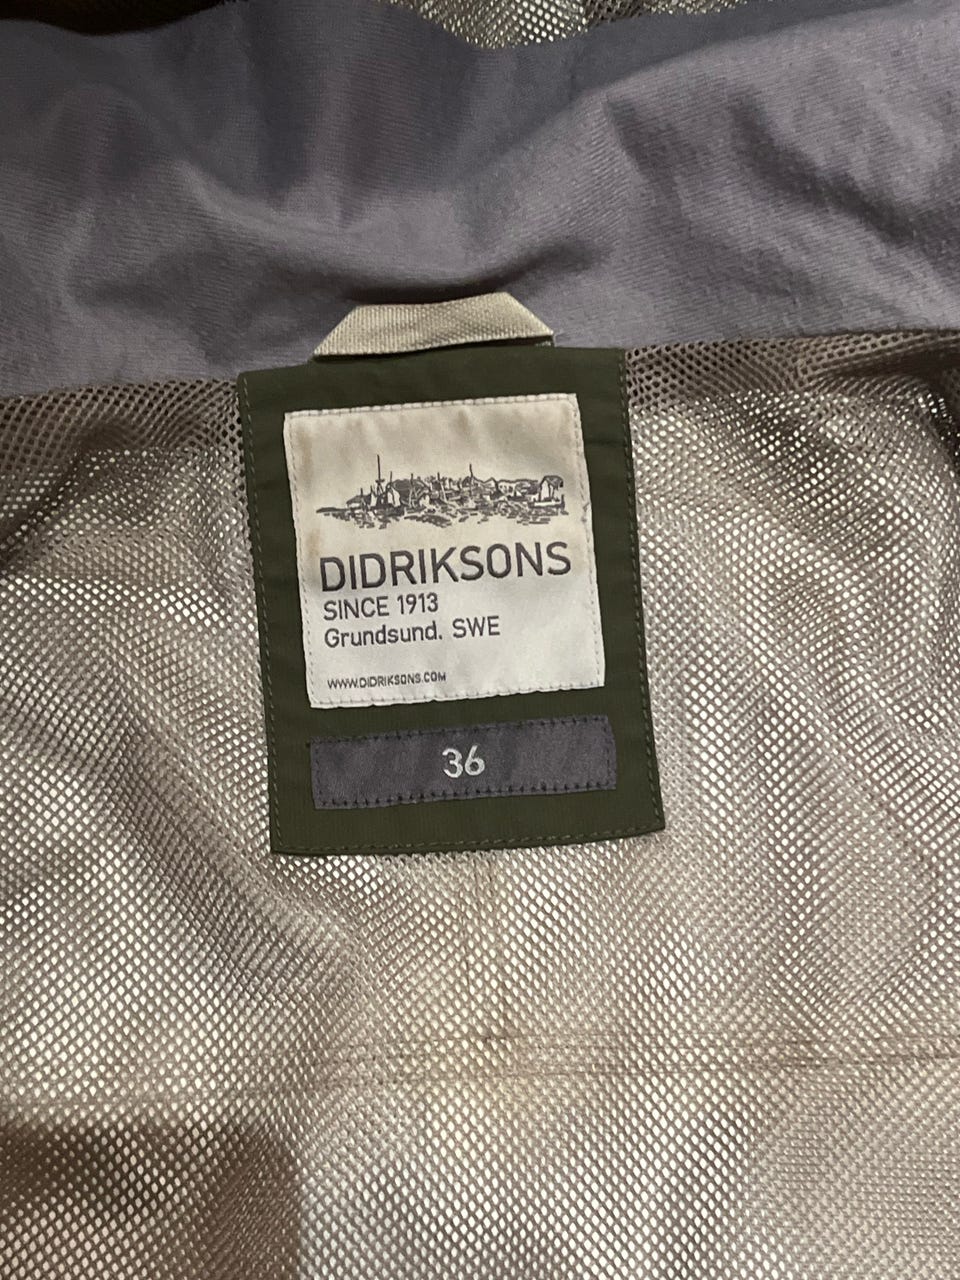 DIDRIKSONS
SINCE 1913
Grundsund. SWE
WWW.DIDRIKSONS.COM
36